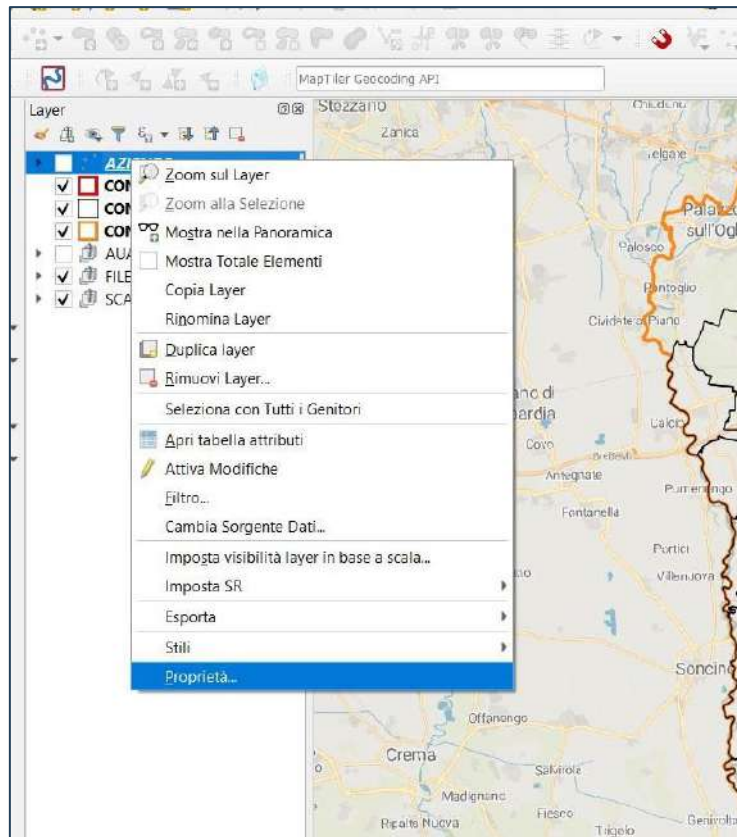 MapTiler Geocoding API
Layer
Zoom sul Layer
Zoom alla Selezione
Mostra nella Panoramica
Mostra Totale Elementi
Copia Layer
Rinomina Layer
Duplica layer
Rimuovi Layer...
Seleziona con Tutti i Genitori
Apri tabella attributi
Attiva Modifiche
Filtro...
Cambia Sorgente Dati...
Imposta visibilità layer in base a scala...
Imposta SR
Esporta
Stili
Proprietà...
CON
CON
CON
AUA
FILE
SCA
Stezzano
Zanica
Palosco
sull'Ogl
Pontoglio
Cividate al Piano
Calcio
Covo
Antegnate
Fontanella
Pumenengo
Villanuova
Soncino
Offanengo
Crema
Salvirola
Madignano
Fiesco
Ripalta Nuova
Trigolo
Genivolta